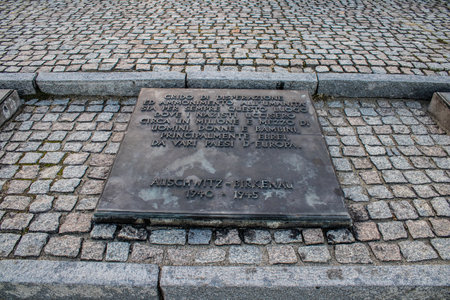 GRIDO DI DISPERAZIONE
ED AMMONIMENTO ALL'UMANITÀ
SIA PER SEMPRE QUESTO LUOGO
DOVE I NAZISTI UCCISERO
CIRCA UN MILIONE E MEZZO DI
UOMINI, DONNE E BAMBINI,
PRINCIPALMENTE EBREI,
DA VARI PAESI D'EUROPA.
AUSCHWITZ - BIRKENAU
1940 - 1945